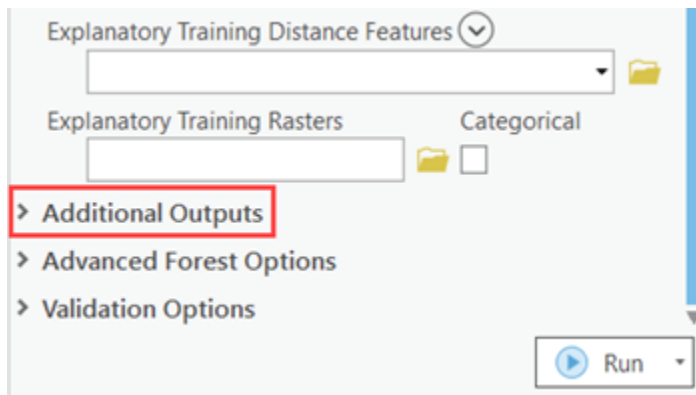 Explanatory Training Distance Features
Explanatory Training Rasters Categorical
Additional Outputs
Advanced Forest Options
Validation Options
Run